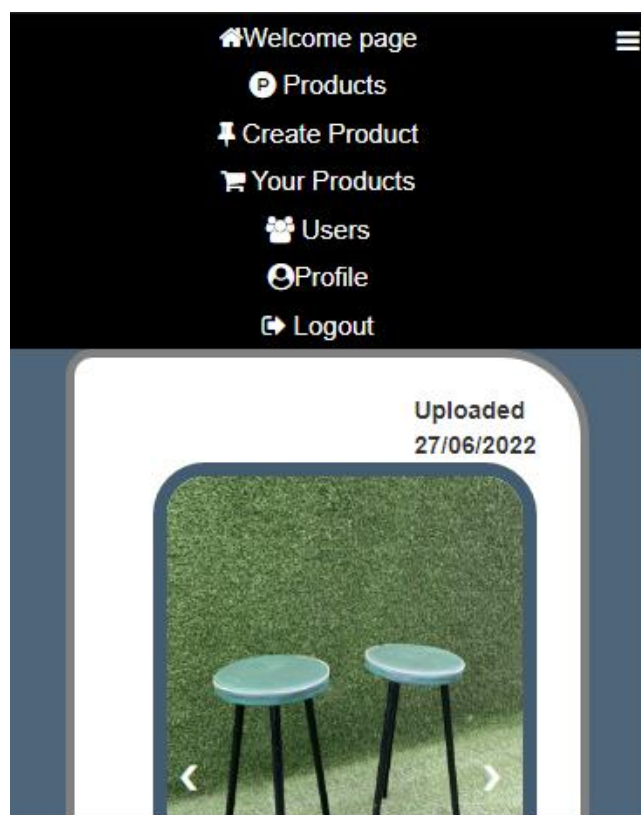 Welcome page
Products
Create Product
Your Products
Users
Profile
Logout
Uploaded
27/06/2022